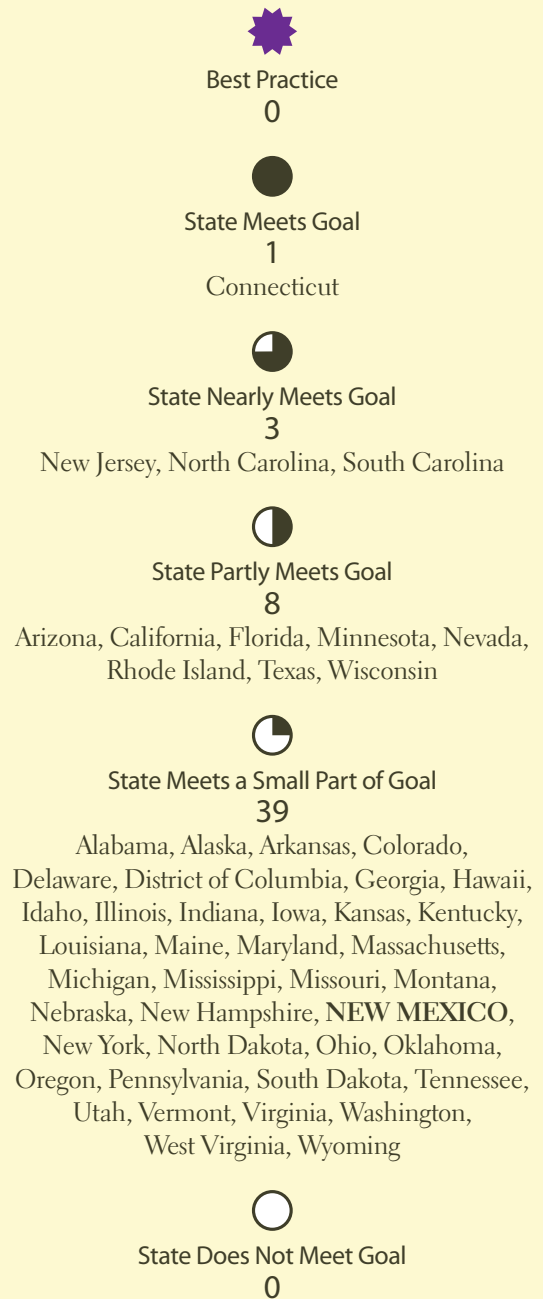 Best Practice
0
State Meets Goal
1
Connecticut
State Nearly Meets Goal
3
New Jersey, North Carolina, South Carolina
State Partly Meets Goal
8
Arizona, California, Florida, Minnesota, Nevada,
Rhode Island, Texas, Wisconsin
State Meets a Small Part of Goal
39
Alabama, Alaska, Arkansas, Colorado,
Delaware, District of Columbia, Georgia, Hawaii,
Idaho, Illinois, Indiana, Iowa, Kansas, Kentucky,
Louisiana, Maine, Maryland, Massachusetts,
Michigan, Mississippi, Missouri, Montana,
Nebraska, New Hampshire, NEW MEXICO,
New York, North Dakota, Ohio, Oklahoma,
Oregon, Pennsylvania, South Dakota, Tennessee,
Utah, Vermont, Virginia, Washington,
West Virginia, Wyoming
State Does Not Meet Goal
0